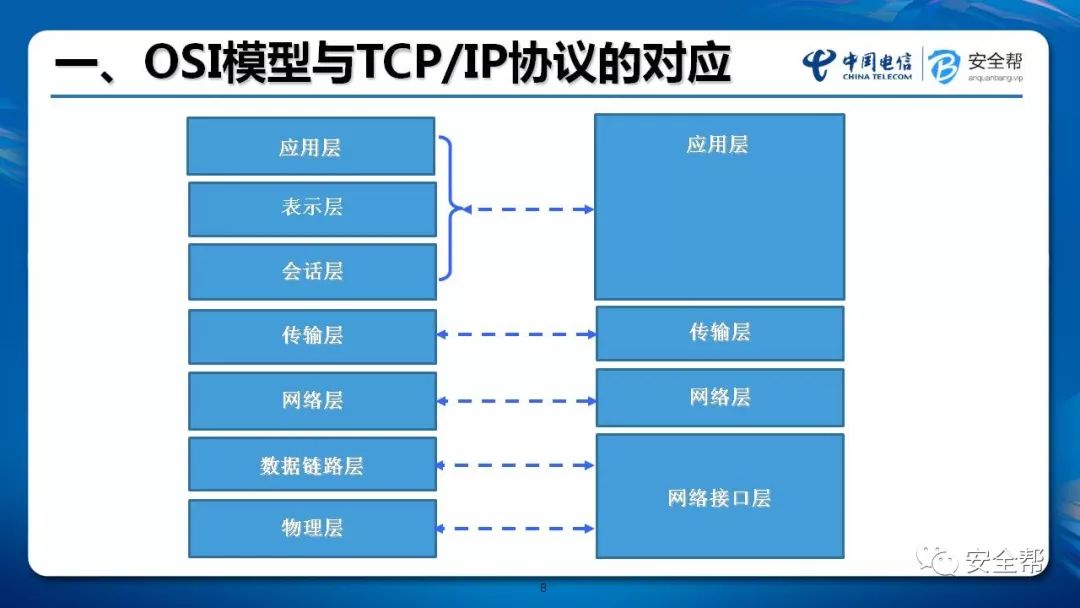 一、OSI模型与TCP/IP协议的对应
中国电信
CHINA TELECOM
安全帮
anquanbang.vip
应用层
表示层
会话层
传输层
网络层
数据链路层
物理层
应用层
传输层
网络层
网络接口层
安全帮
8